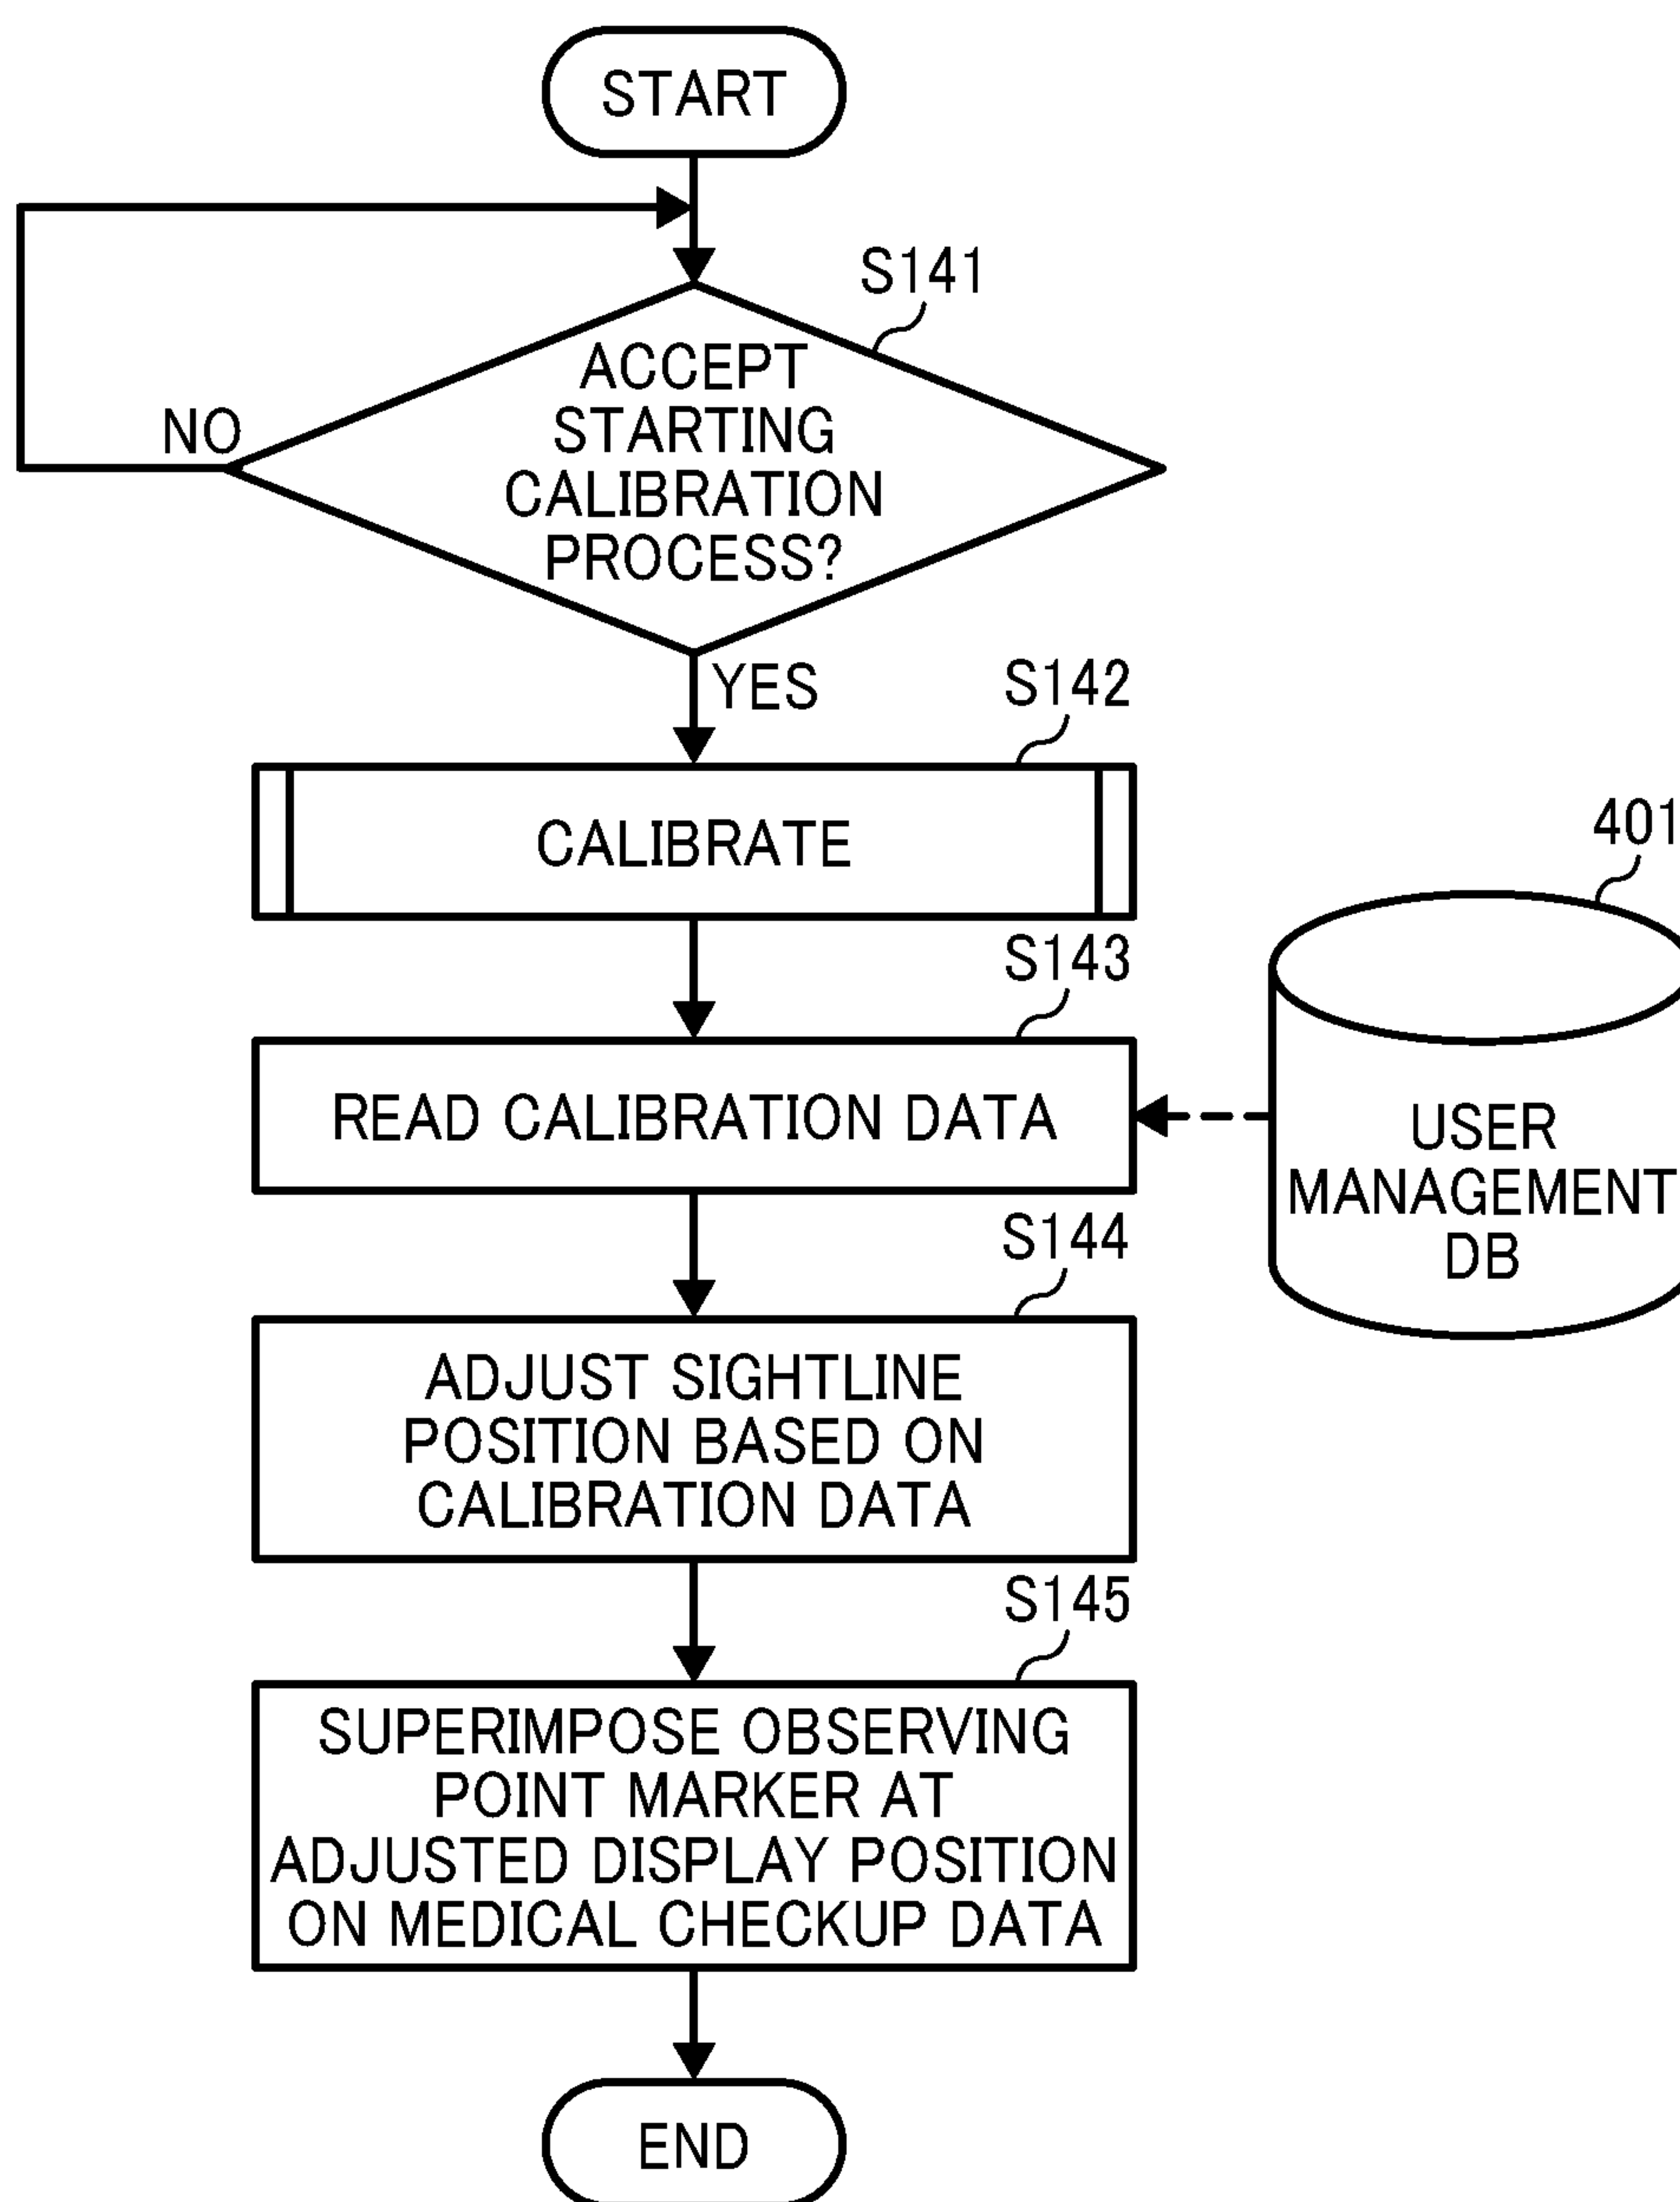 START
S141
ACCEPT
STARTING
CALIBRATION
PROCESS?
NO
YES
S142
CALIBRATE
401
S143
READ CALIBRATION DATA
USER
MANAGEMENT
DB
S144
ADJUST SIGHTLINE
POSITION BASED ON
CALIBRATION DATA
S145
SUPERIMPOSE OBSERVING
POINT MARKER AT
ADJUSTED DISPLAY POSITION
ON MEDICAL CHECKUP DATA
END